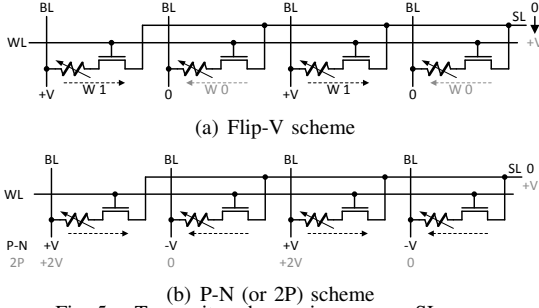 BL BL BL BL SL 0
WL
+V
W 1 W 0 W 1 W 0
+V 0 +V 0
(a) Flip-V scheme
BL BL BL BL
SL 0
+V
WL
P-N +V -V +V -V
2P +2V 0 +2V 0
(b) P-N (or 2P) scheme